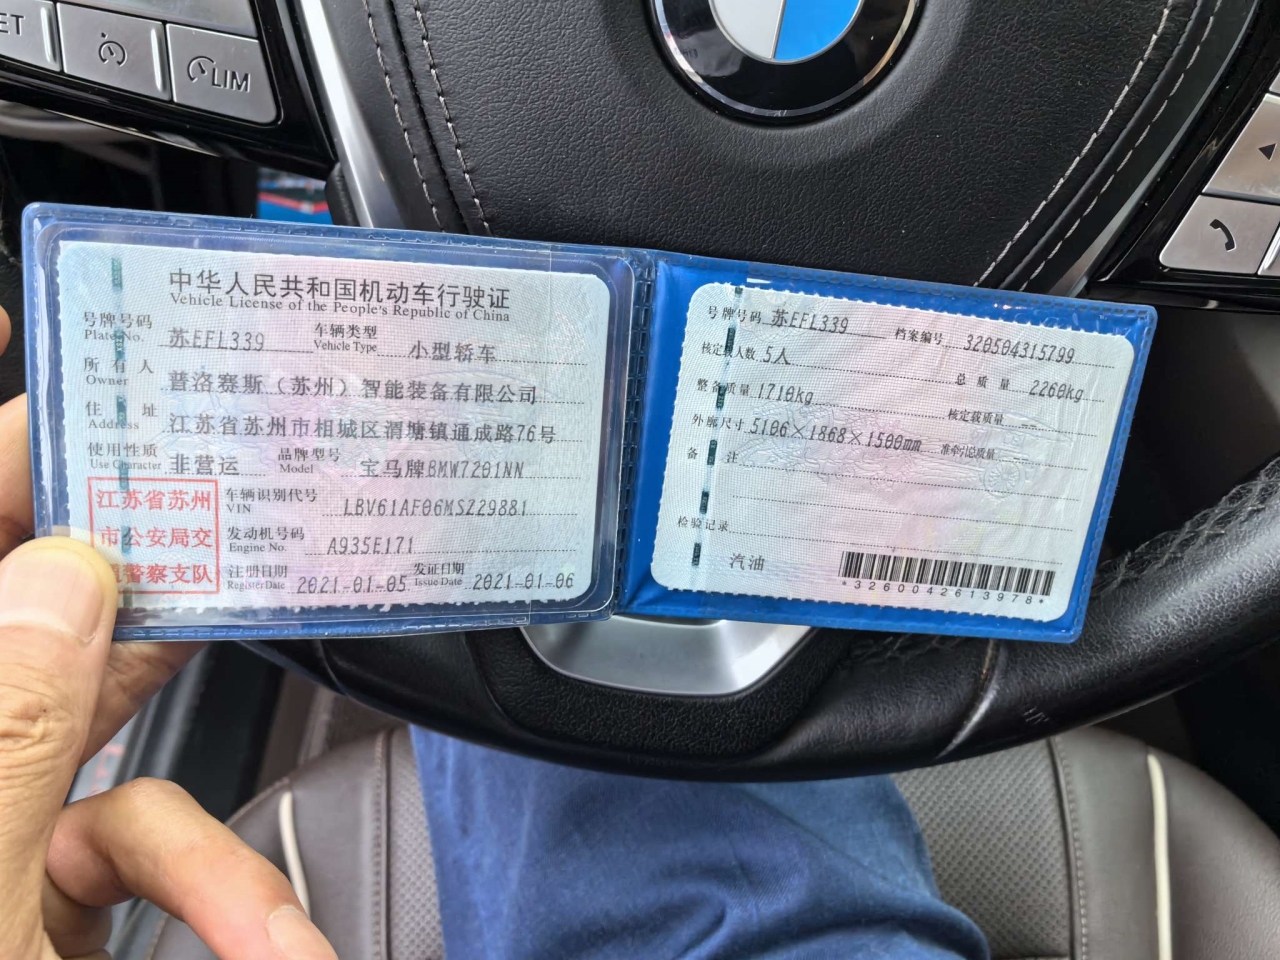 ET
LIM
中华人民共和国机动车行驶证
Vehicle License of the People's Republic of China
号牌号码 苏EFL339 车辆类型 小型轿车
Plate No. Vehicle Type
所有人 普洛赛斯（苏州）智能装备有限公司
Owner
住址 江苏省苏州市相城区渭塘镇通成路76号
Address
使用性质 非营运 品牌型号 宝马牌BMW7201NN
Use Character Model
江苏省苏州
市公安局交
警察支队
车辆识别代号 LBV61AF06MSZ29881
VIN
发动机号码 A935E171
Engine No.
注册日期 2021-01-05 发证日期 2021-01-06
Register Date Issue Date
号牌号码 苏EFL339 档案编号 320504315799
核定载人数 5人 总质量 2260kg
整备质量 1710kg 核定载质量 --
外廓尺寸 5106×1868×1500mm 准牵引总质量 --
备注
检验记录
汽油
*3260042613978*